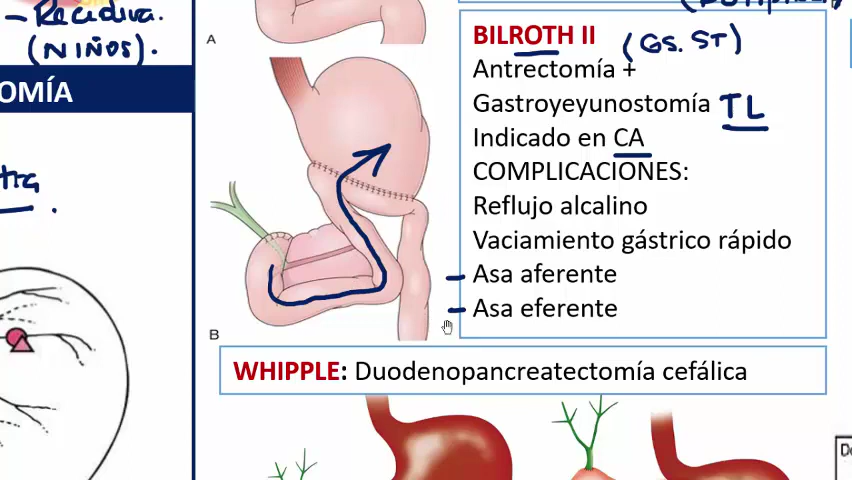 - Recidiva.
(NIÑOS).
OMÍA
A
BILROTH II (GS. ST)
Antrectomía +
Gastroyeyunostomía TL
Indicado en CA
COMPLICACIONES:
Reflujo alcalino
Vaciamiento gástrico rápido
Asa aferente
Asa eferente
B
WHIPPLE: Duodenopancreatectomía cefálica